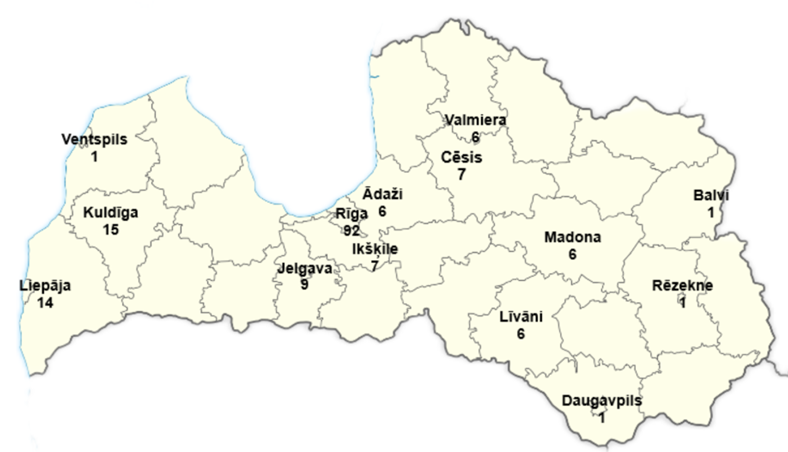 Valmiera
6
Ventspils
1
Cēsis
7
Ādaži
6
Balvi
1
Kuldīga
15
Rīga
92
Madona
6
Ikšķile
7
Jelgava
9
Liepāja
14
Rēzekne
1
Līvāni
6
Daugavpils
1